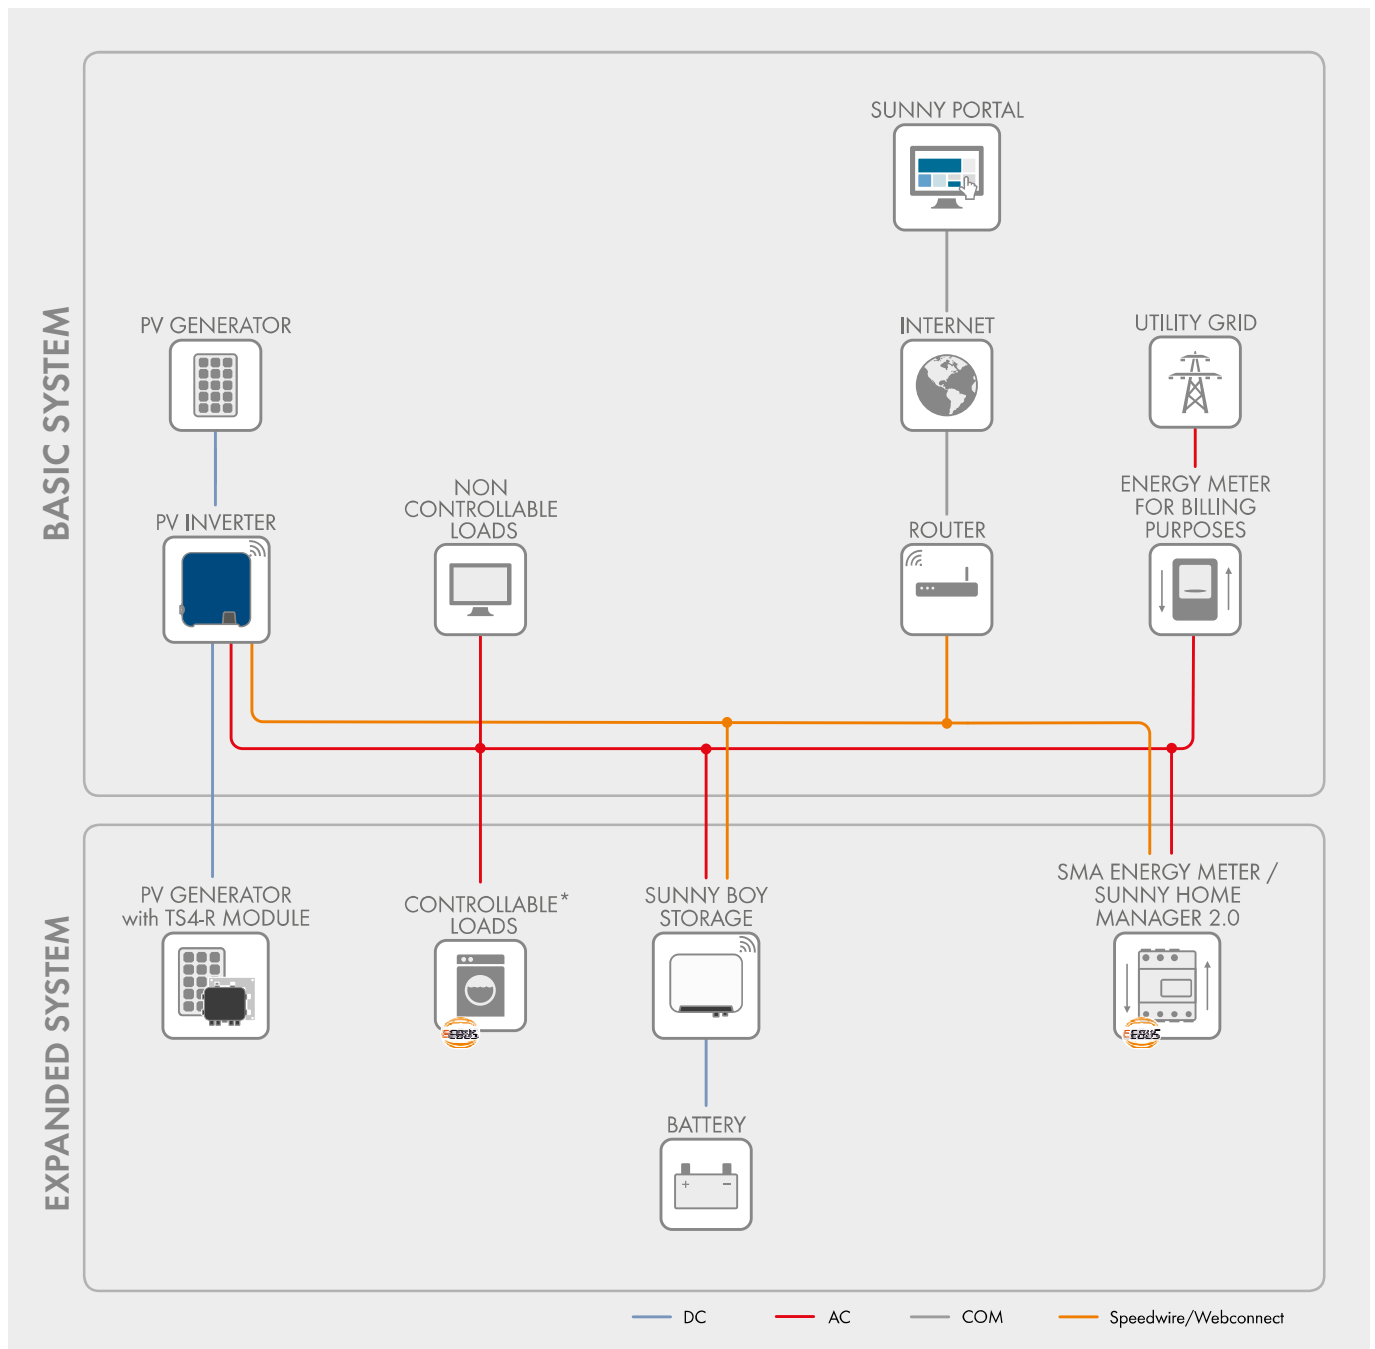 BASIC SYSTEM
SUNNY PORTAL
PV GENERATOR
INTERNET
UTILITY GRID
PV INVERTER
NON
CONTROLLABLE
LOADS
ROUTER
ENERGY METER
FOR BILLING
PURPOSES
EXPANDED SYSTEM
PV GENERATOR
with TS4-R MODULE
CONTROLLABLE*
LOADS
EEBUS
SUNNY BOY
STORAGE
SMA ENERGY METER /
SUNNY HOME
MANAGER 2.0
EEBUS
BATTERY
+ −
DC
AC
COM
Speedwire/Webconnect